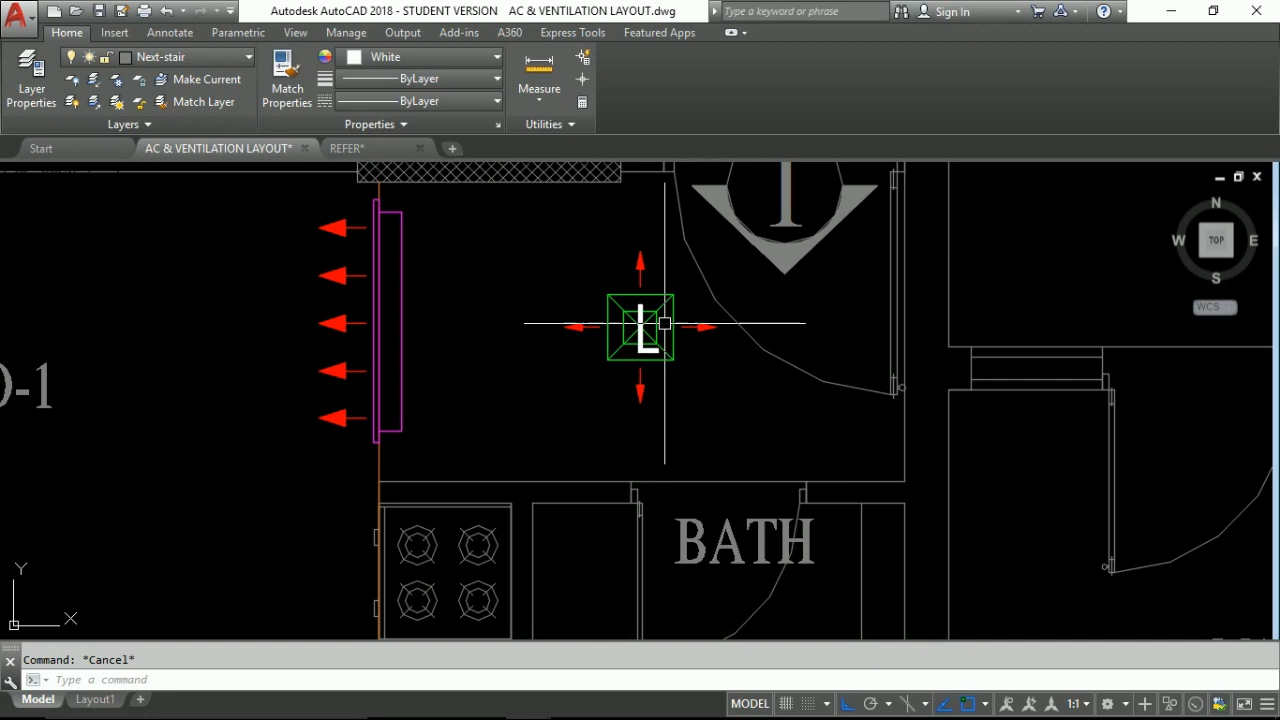 Autodesk AutoCAD 2018 - STUDENT VERSION AC & VENTILATION LAYOUT.dwg
Type a keyword or phrase
Sign In
Home Insert Annotate Parametric View Manage Output Add-ins A360 Express Tools Featured Apps
Layer Properties
Next-stair
Make Current
Match Layer
Layers
Match Properties
White
ByLayer
ByLayer
Properties
Measure
Utilities
Start AC & VENTILATION LAYOUT* REFER*
N
W TOP E
S
WCS
L
-1
BATH
Y
X
Command: *Cancel*
Type a command
Model Layout1
MODEL 1:1